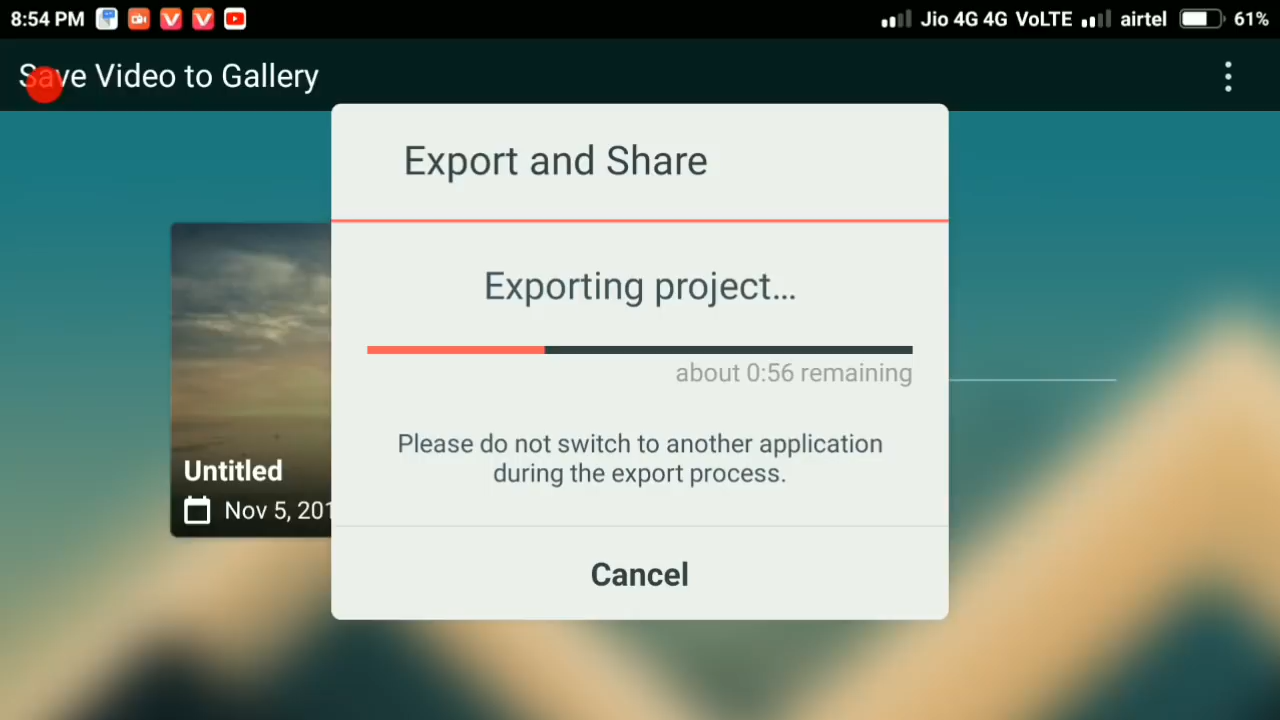 8:54 PM Jio 4G 4G VoLTE airtel 61%
Save Video to Gallery
Export and Share
Exporting project...
about 0:56 remaining
Please do not switch to another application
during the export process.
Untitled
Nov 5, 201
Cancel